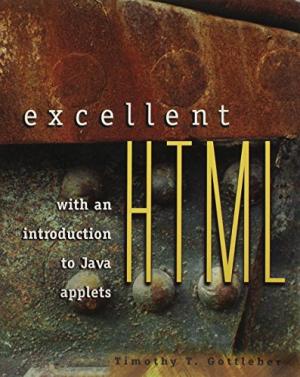 excellent
HTML
with an
introduction
to Java
applets
Timothy T. Gottleber